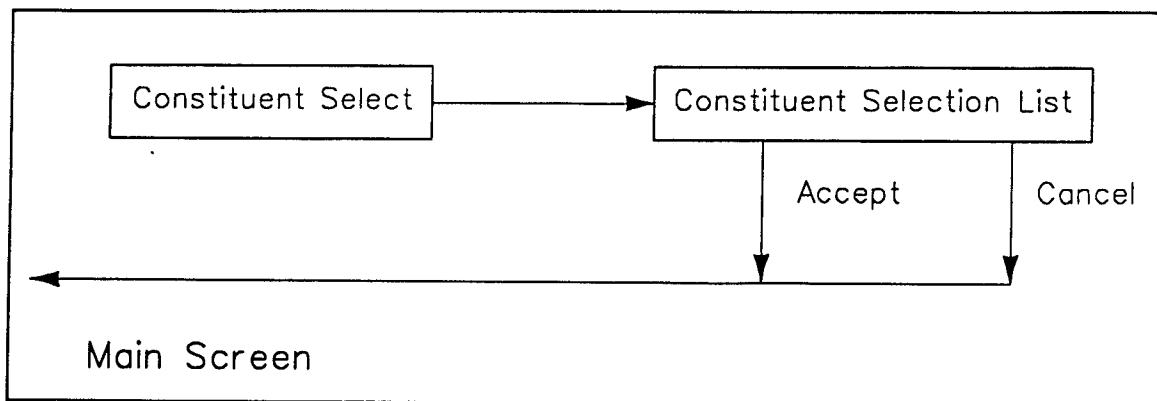 Constituent Select
Constituent Selection List
Accept
Cancel
Main Screen